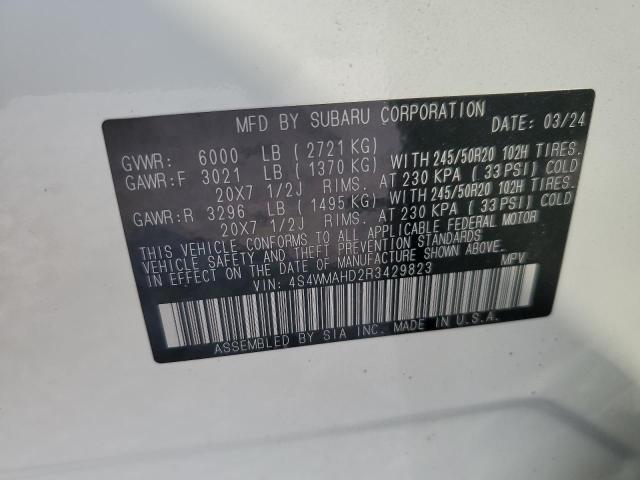 MFD BY SUBARU CORPORATION DATE: 03/24
GVWR: 6000 LB (2721 KG)
GAWR:F 3021 LB (1370 KG) WITH 245/50R20 102H TIRES.
20X7 1/2J RIMS. AT 230 KPA (33 PSI) COLD
GAWR:R 3296 LB (1495 KG) WITH 245/50R20 102H TIRES.
20X7 1/2J RIMS. AT 230 KPA (33 PSI) COLD
THIS VEHICLE CONFORMS TO ALL APPLICABLE FEDERAL MOTOR
VEHICLE SAFETY AND THEFT PREVENTION STANDARDS
IN EFFECT ON THE DATE OF MANUFACTURE SHOWN ABOVE.
VIN: 4S4WMAHD2R3429823 MPV
ASSEMBLED BY SIA INC. MADE IN U.S.A.